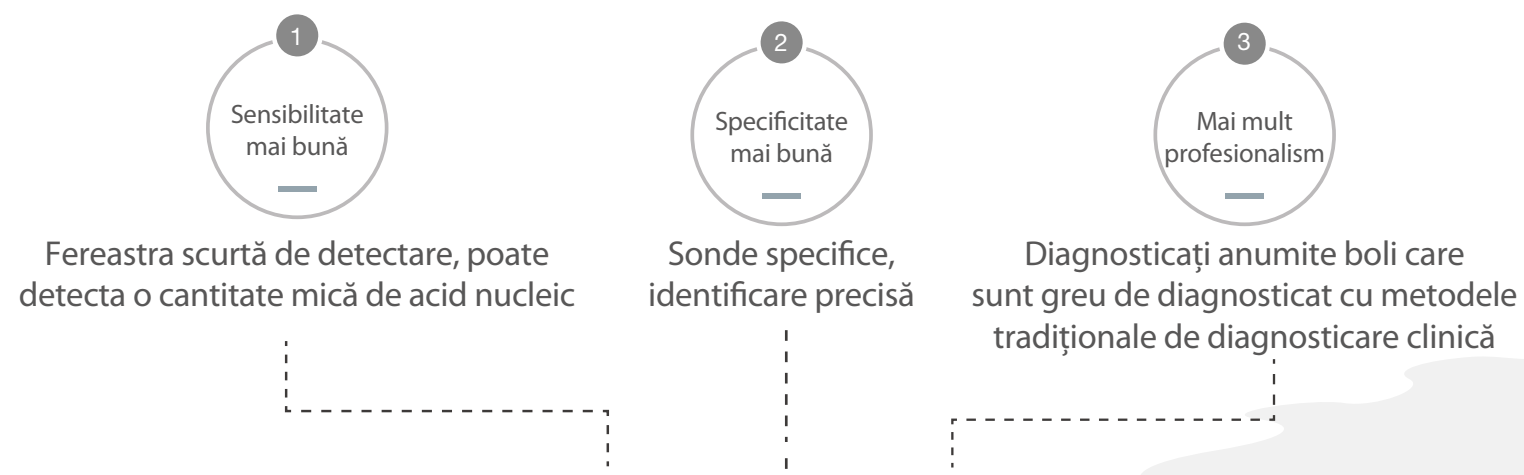 1
Sensibilitate
mai bună
Fereastra scurtă de detectare, poate
detecta o cantitate mică de acid nucleic
2
Specificitate
mai bună
Sonde specifice,
identificare precisă
3
Mai mult
profesionalism
Diagnosticați anumite boli care
sunt greu de diagnosticat cu metodele
tradiționale de diagnosticare clinică